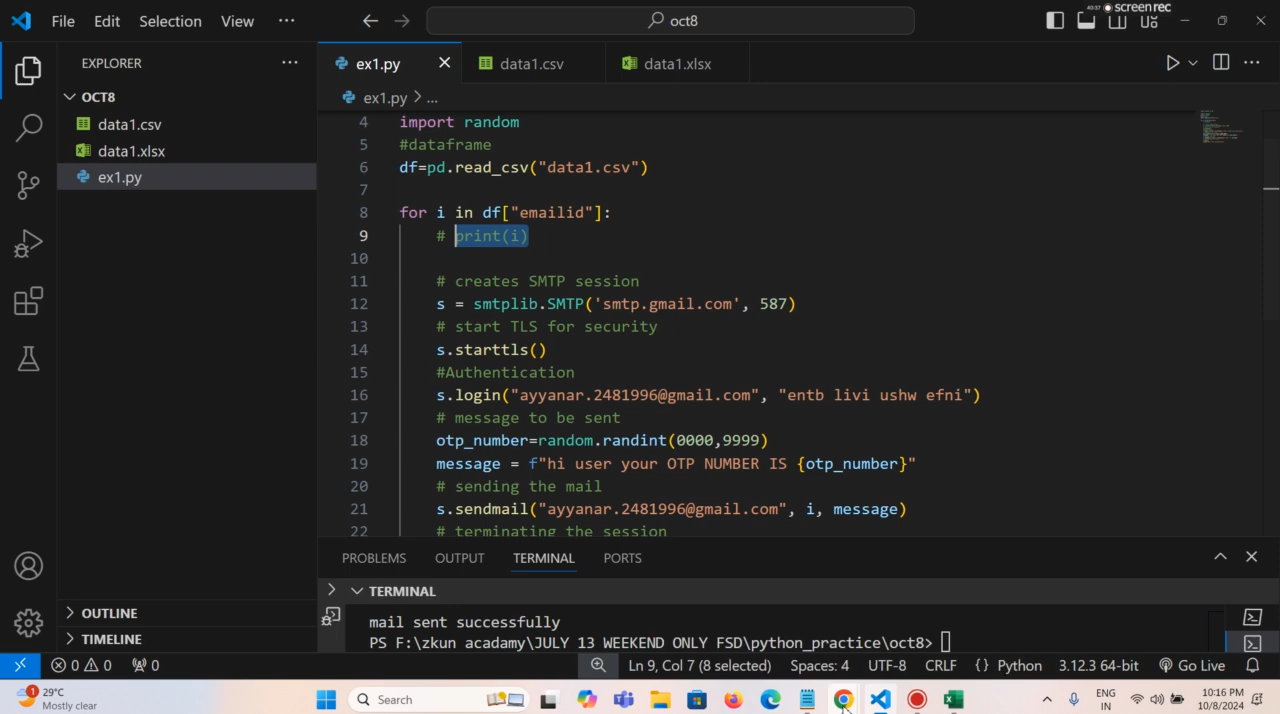 File Edit Selection View ··· oct8 40:37 screen rec
EXPLORER
OCT8
data1.csv
data1.xlsx
ex1.py
OUTLINE
TIMELINE
ex1.py data1.csv data1.xlsx
ex1.py > ...
4 import random
5 #dataframe
6 df=pd.read_csv("data1.csv")
7
8 for i in df["emailid"]:
9 # print(i)
10
11 # creates SMTP session
12 s = smtplib.SMTP('smtp.gmail.com', 587)
13 # start TLS for security
14 s.starttls()
15 #Authentication
16 s.login("ayyanar.2481996@gmail.com", "entb livi ushw efni")
17 # message to be sent
18 otp_number=random.randint(0000,9999)
19 message = f"hi user your OTP NUMBER IS {otp_number}"
20 # sending the mail
21 s.sendmail("ayyanar.2481996@gmail.com", i, message)
22 # terminating the session
PROBLEMS OUTPUT TERMINAL PORTS
TERMINAL
mail sent successfully
PS F:\zkun acadamy\JULY 13 WEEKEND ONLY FSD\python_practice\oct8>
0 0 0 Ln 9, Col 7 (8 selected) Spaces: 4 UTF-8 CRLF {} Python 3.12.3 64-bit Go Live
1 29°C
Mostly clear
Search
ENG
IN
10:16 PM
10/8/2024